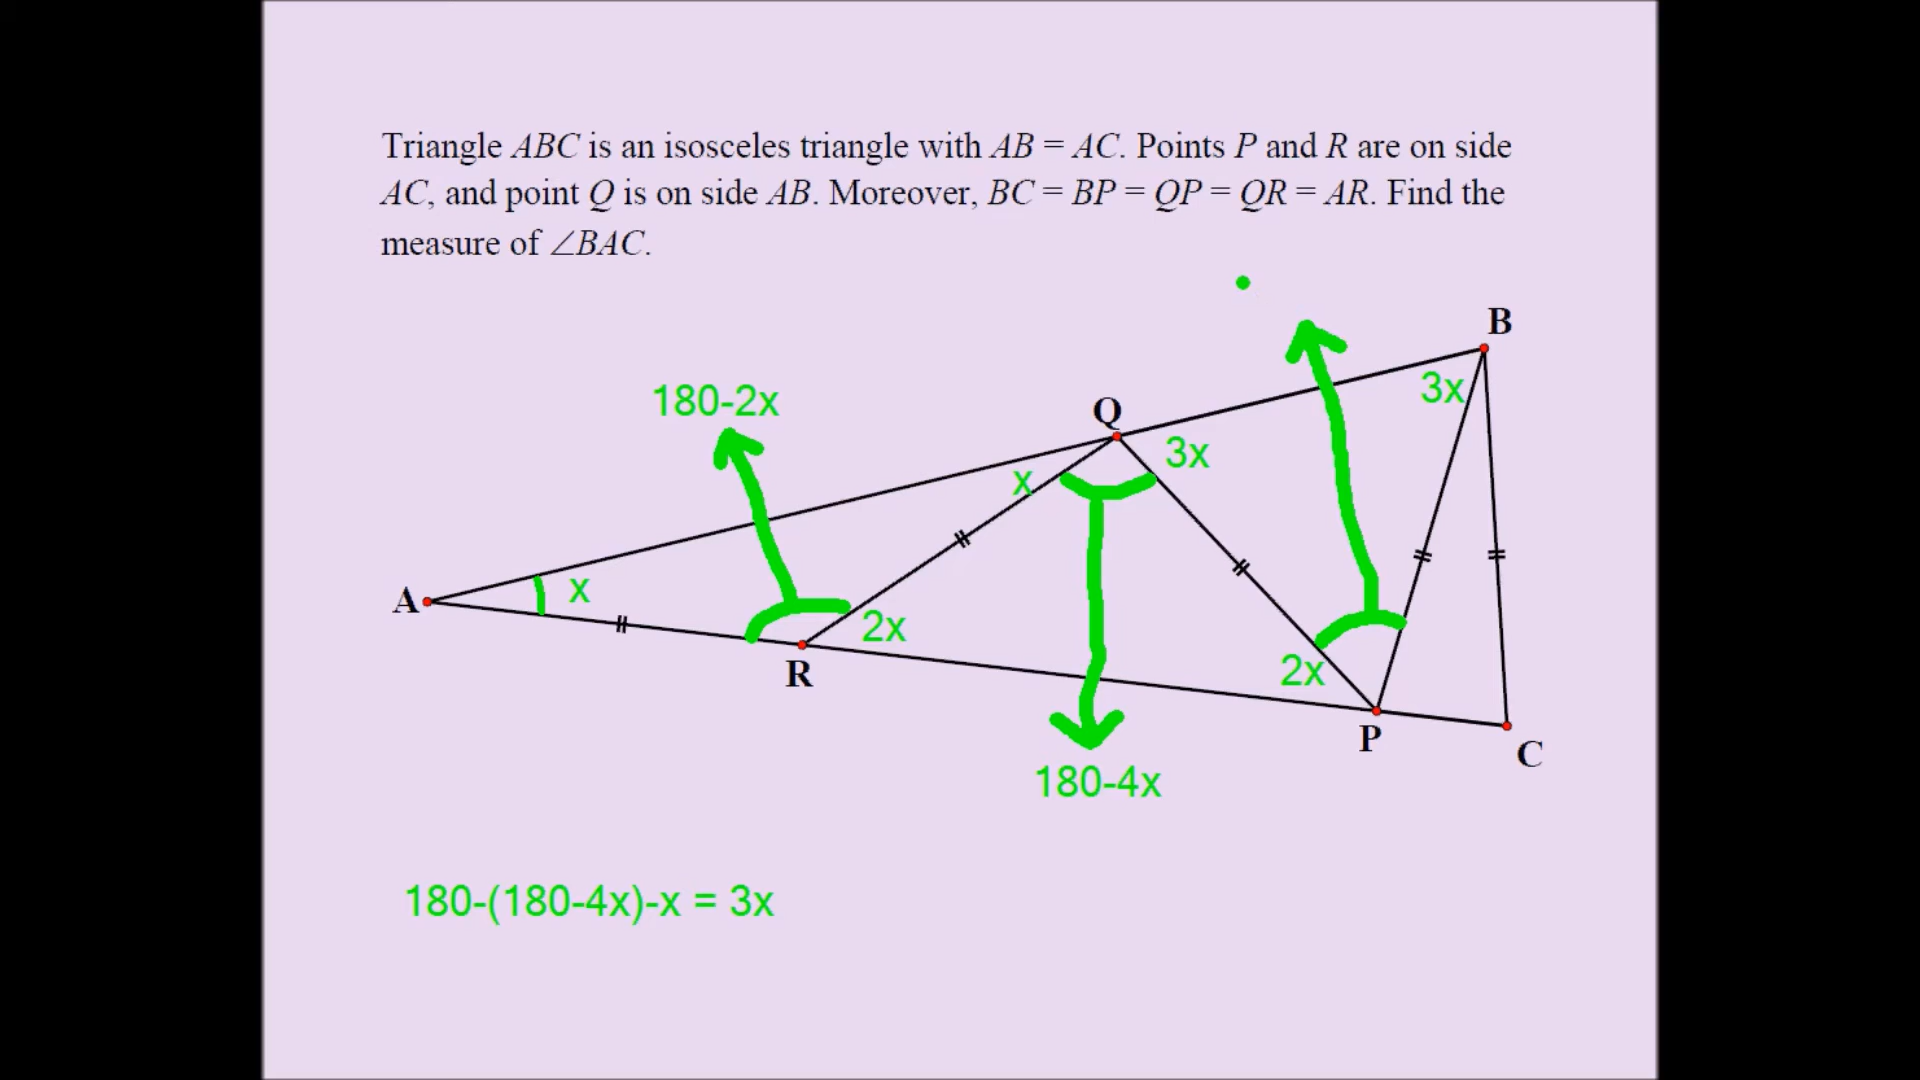 Triangle ABC is an isosceles triangle with AB = AC. Points P and R are on side
AC, and point Q is on side AB. Moreover, BC = BP = QP = QR = AR. Find the
measure of ∠BAC.
B
3x
180-2x
Q
3x
x
A
x
2x
R
2x
P
C
180-4x
180-(180-4x)-x = 3x